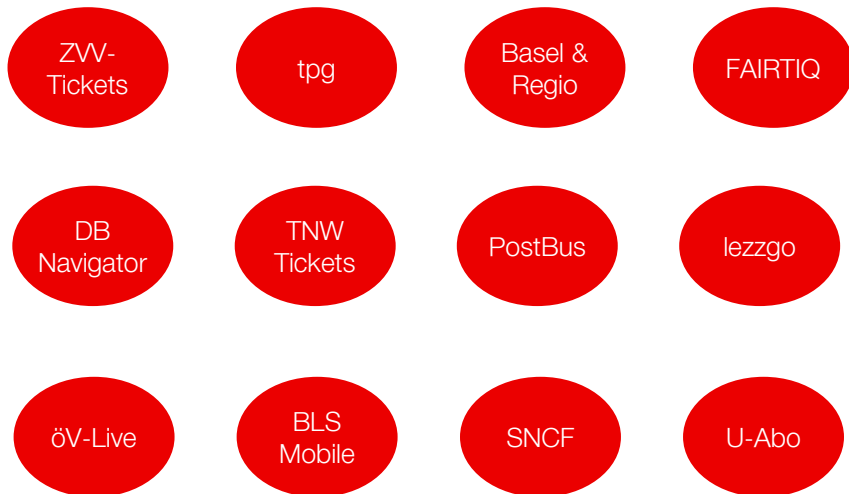 ZVV-
Tickets
tpg
Basel &
Regio
FAIRTIQ
DB
Navigator
TNW
Tickets
PostBus
lezzgo
öV-Live
BLS
Mobile
SNCF
U-Abo